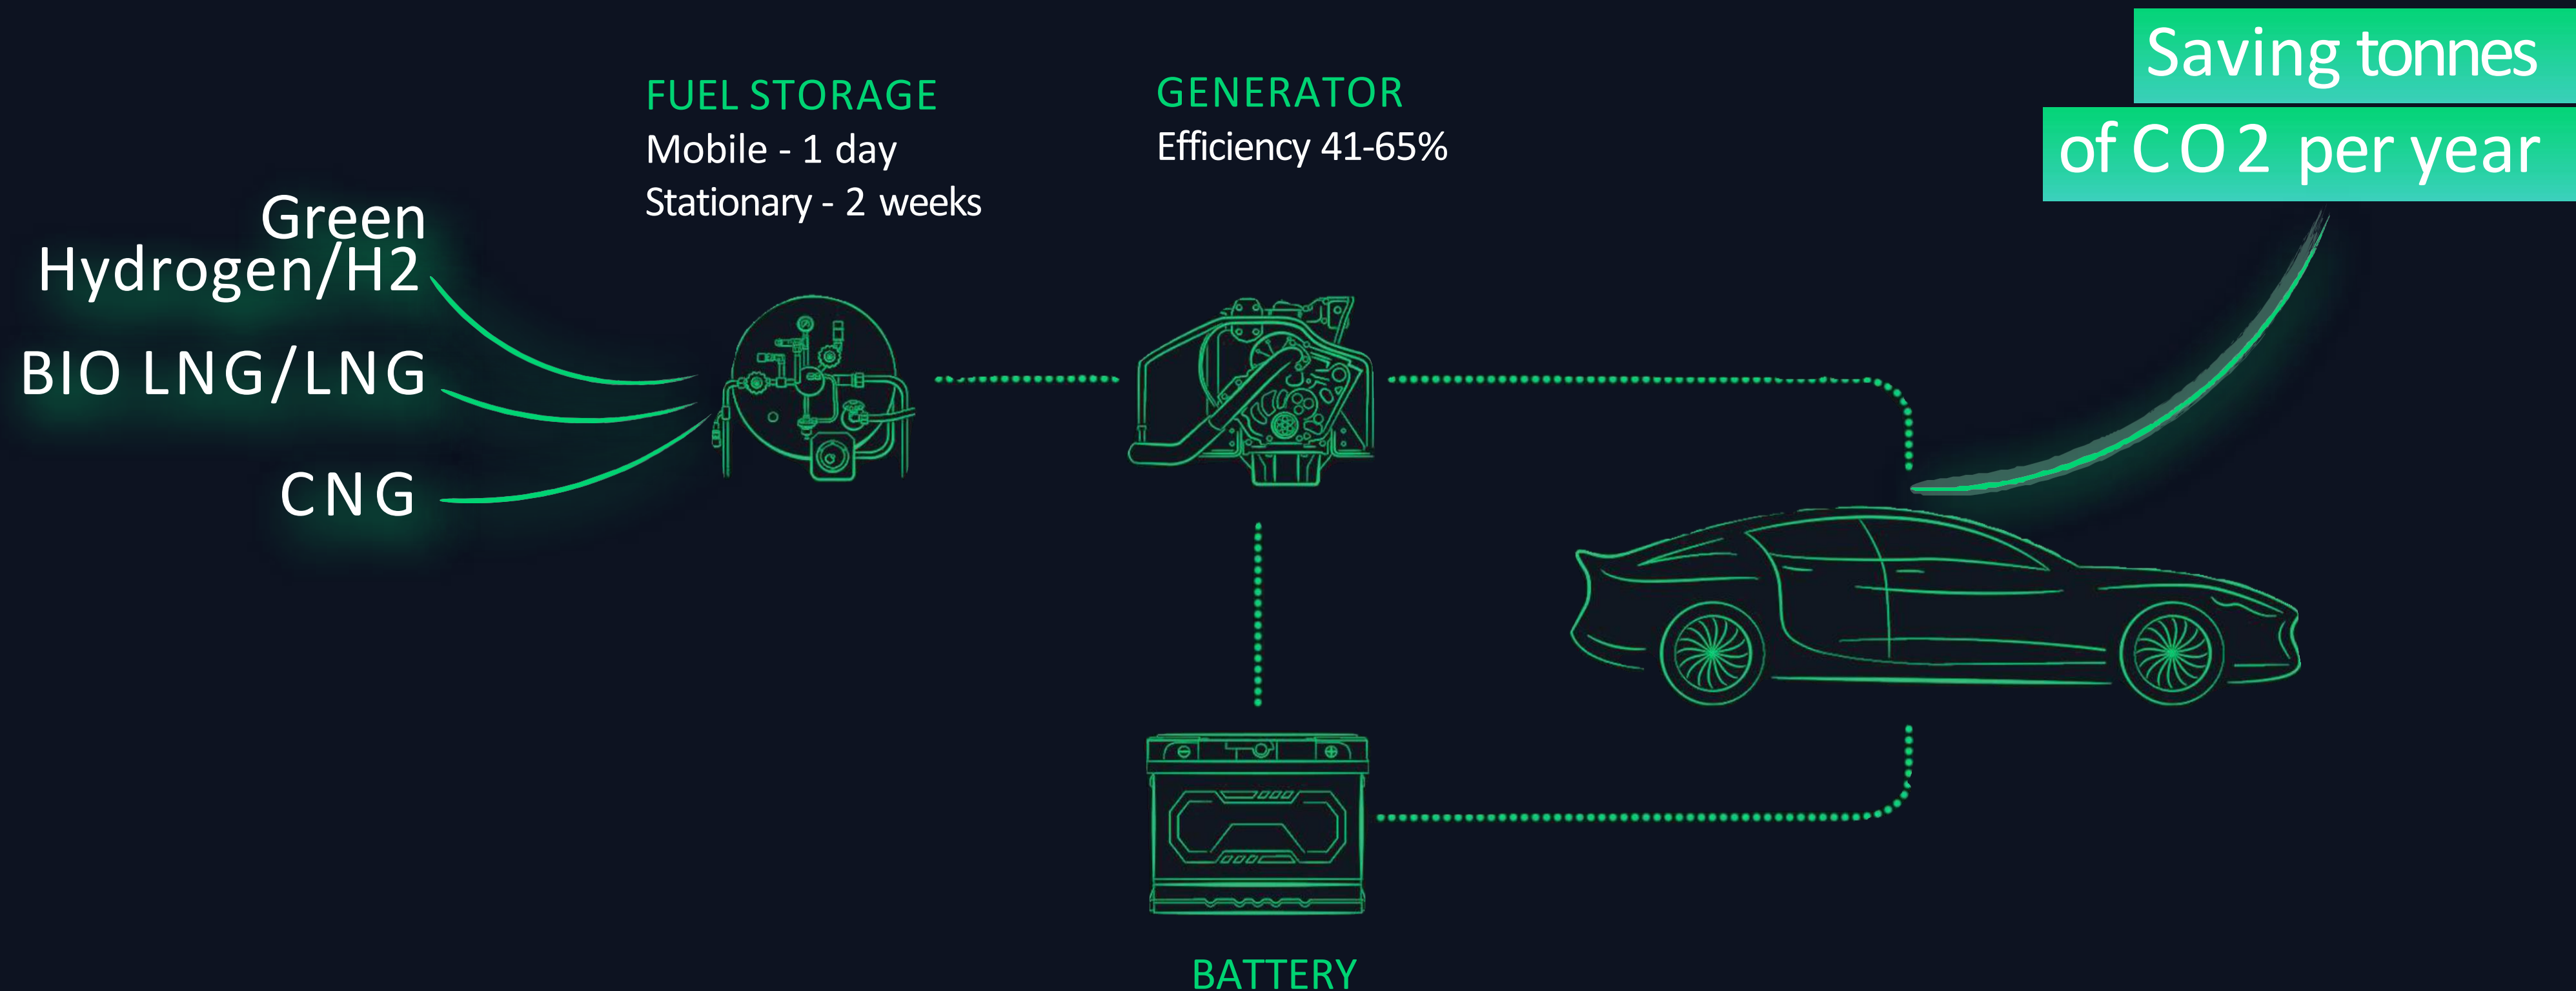 Saving tonnes
of CO2 per year
FUEL STORAGE
Mobile - 1 day
Stationary - 2 weeks
GENERATOR
Efficiency 41-65%
Green
Hydrogen/H2
BIO LNG/LNG
CNG
BATTERY